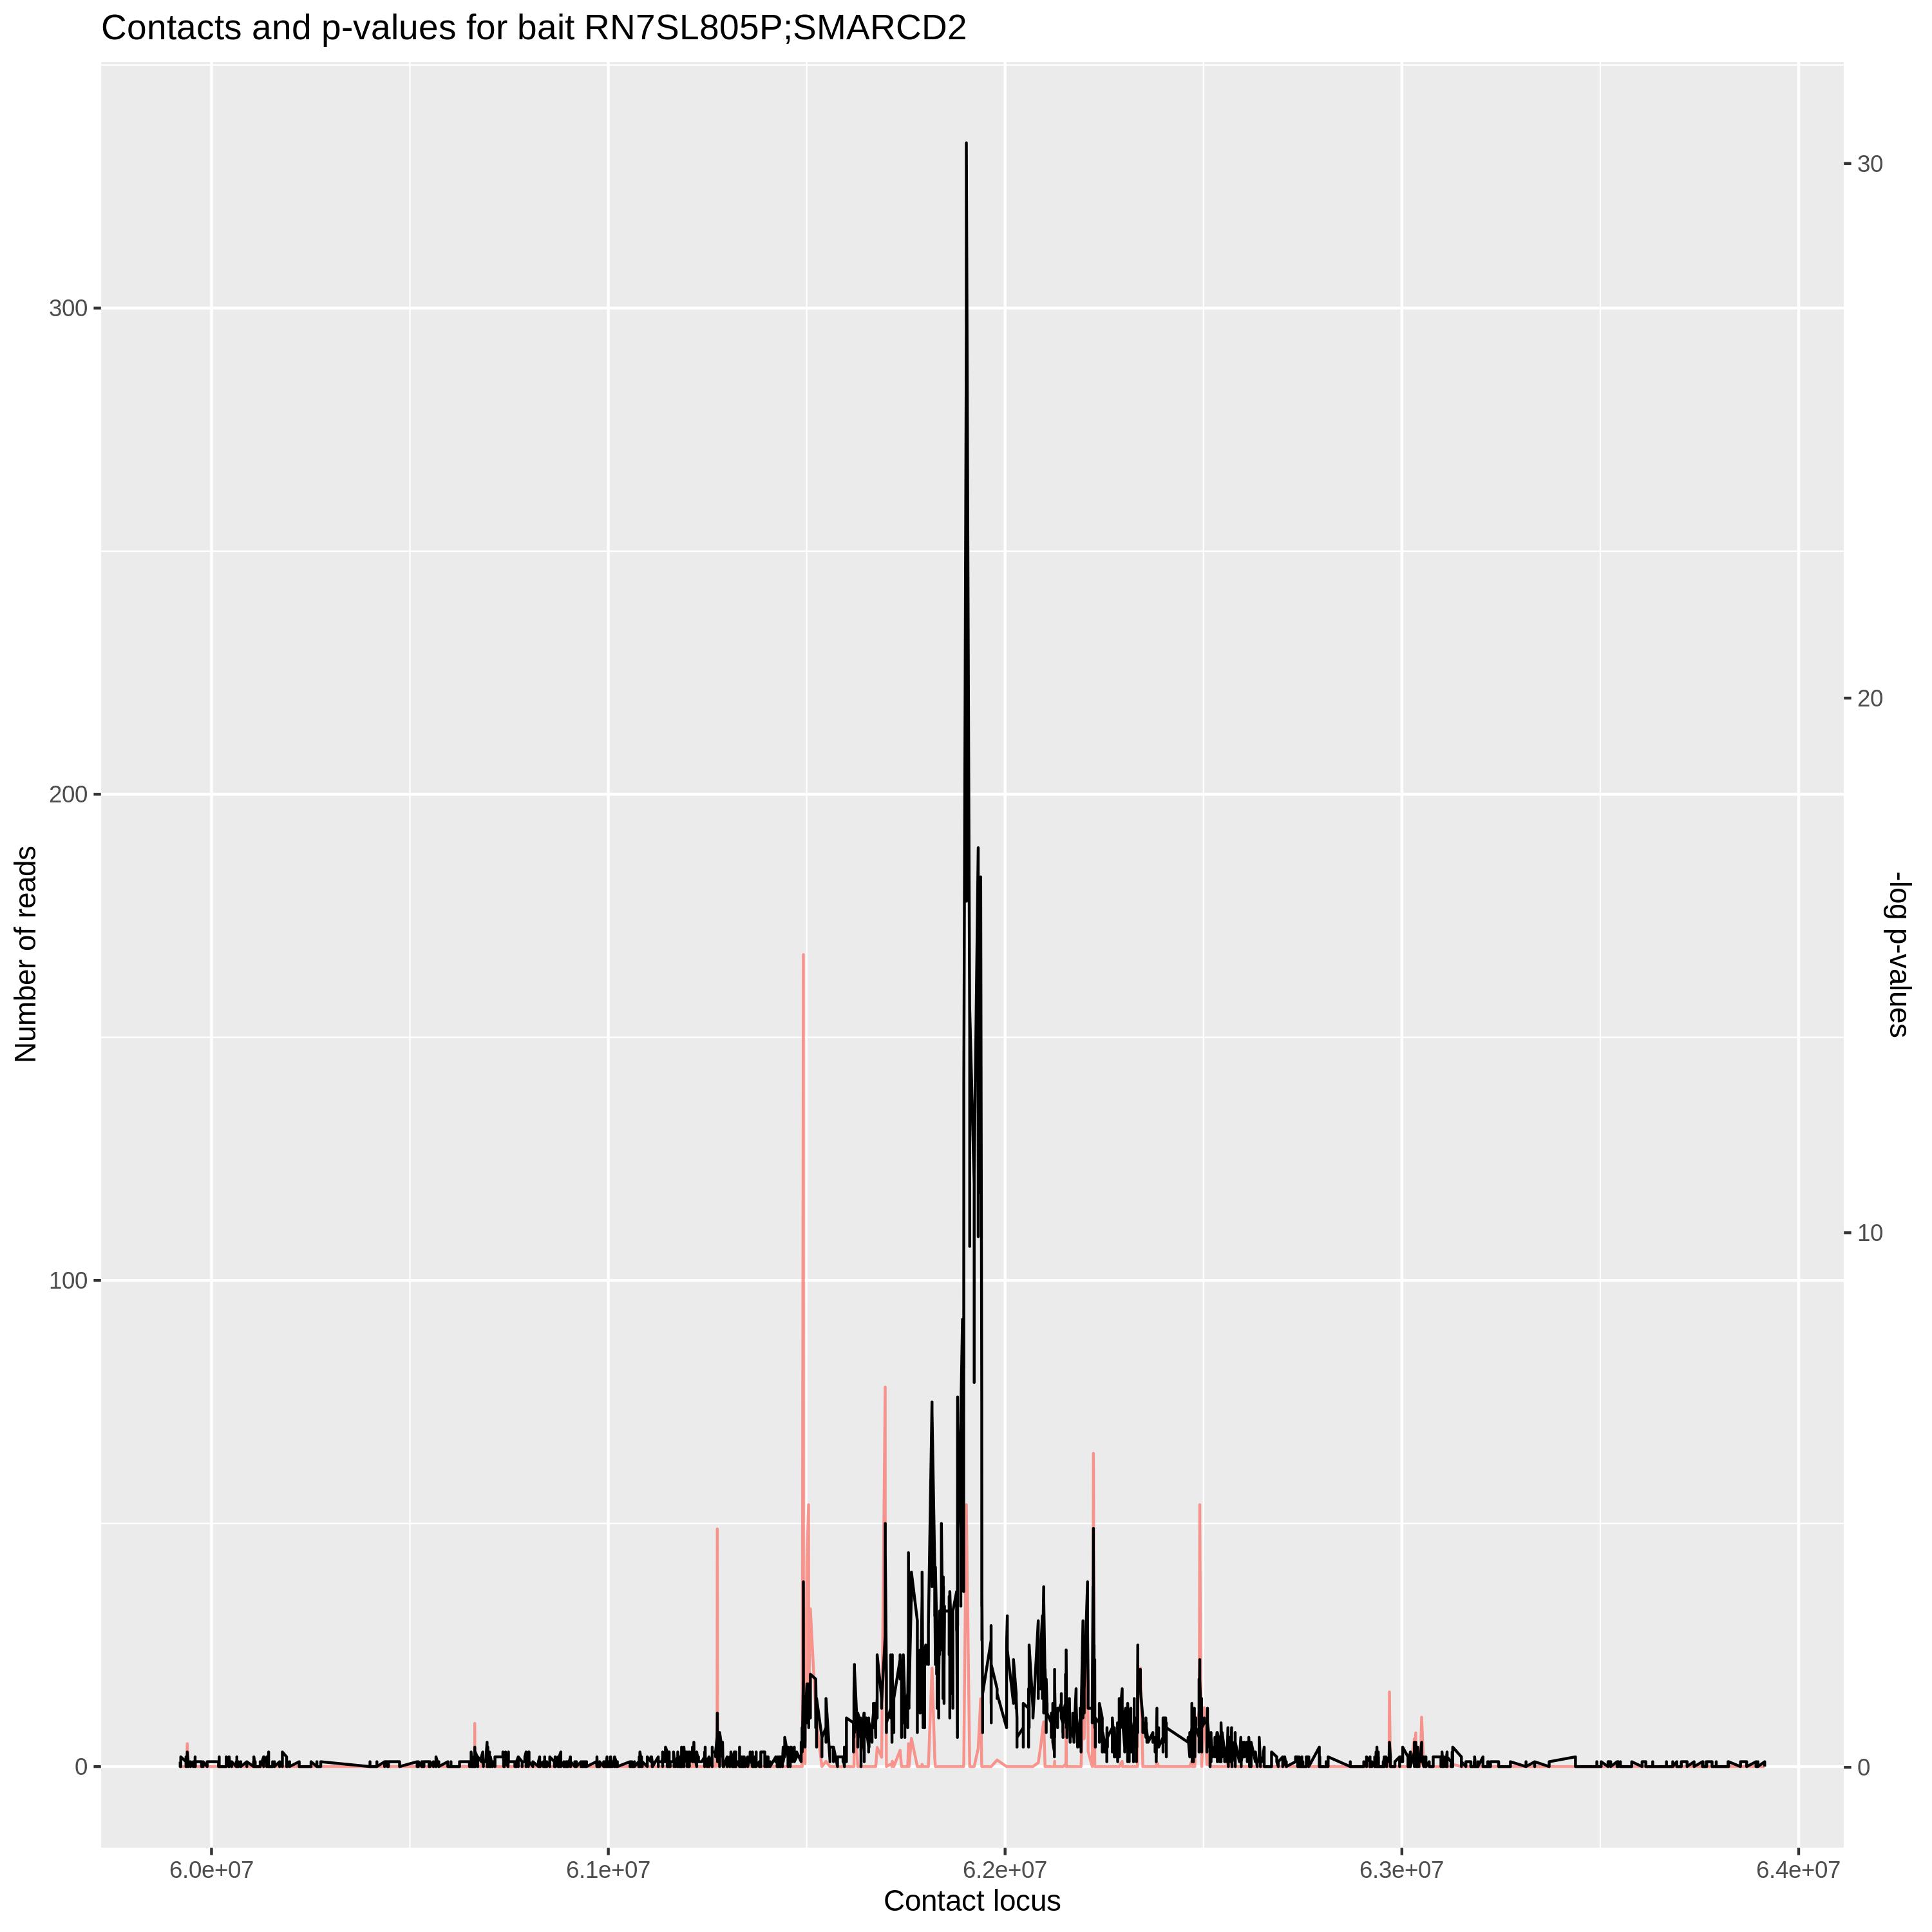 Contacts and p-values for bait RN7SL805P;SMARCD2
Number of reads
300
200
100
0
-log p-values
30
20
10
0
6.0e+07 6.1e+07 6.2e+07 6.3e+07 6.4e+07
Contact locus